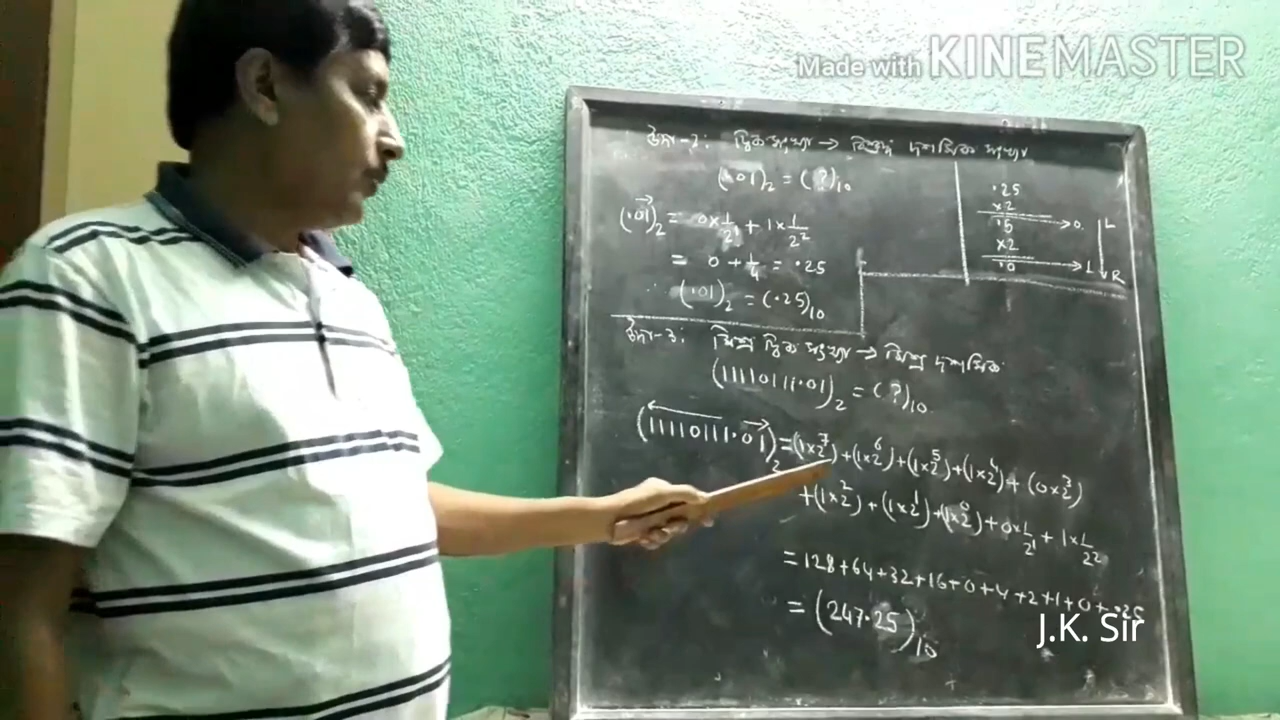 Made with KINEMASTER
উদা-2: দ্বিক সংখ্যা → বিশুদ্ধ দশমিক সংখ্যা
(.01)₂ = (?)₁₀
(.01)₂ = 0×1/2¹ + 1×1/2²
= 0 + 1/4 = .25
∴ (.01)₂ = (.25)₁₀
.25
×2
.5 → 0. L
×2
.0 → 1 R
উদা-3: মিশ্র দ্বিক সংখ্যা → মিশ্র দশমিক
(11110111.01)₂ = (?)₁₀
(11110111.01)₂ = (1×2⁷)+(1×2⁶)+(1×2⁵)+(1×2⁴)+(0×2³)
+(1×2²)+(1×2¹)+(1×2⁰)+0×1/2¹+1×1/2²
=128+64+32+16+0+4+2+1+0+.25
= (247.25)₁₀
J.K. Sir